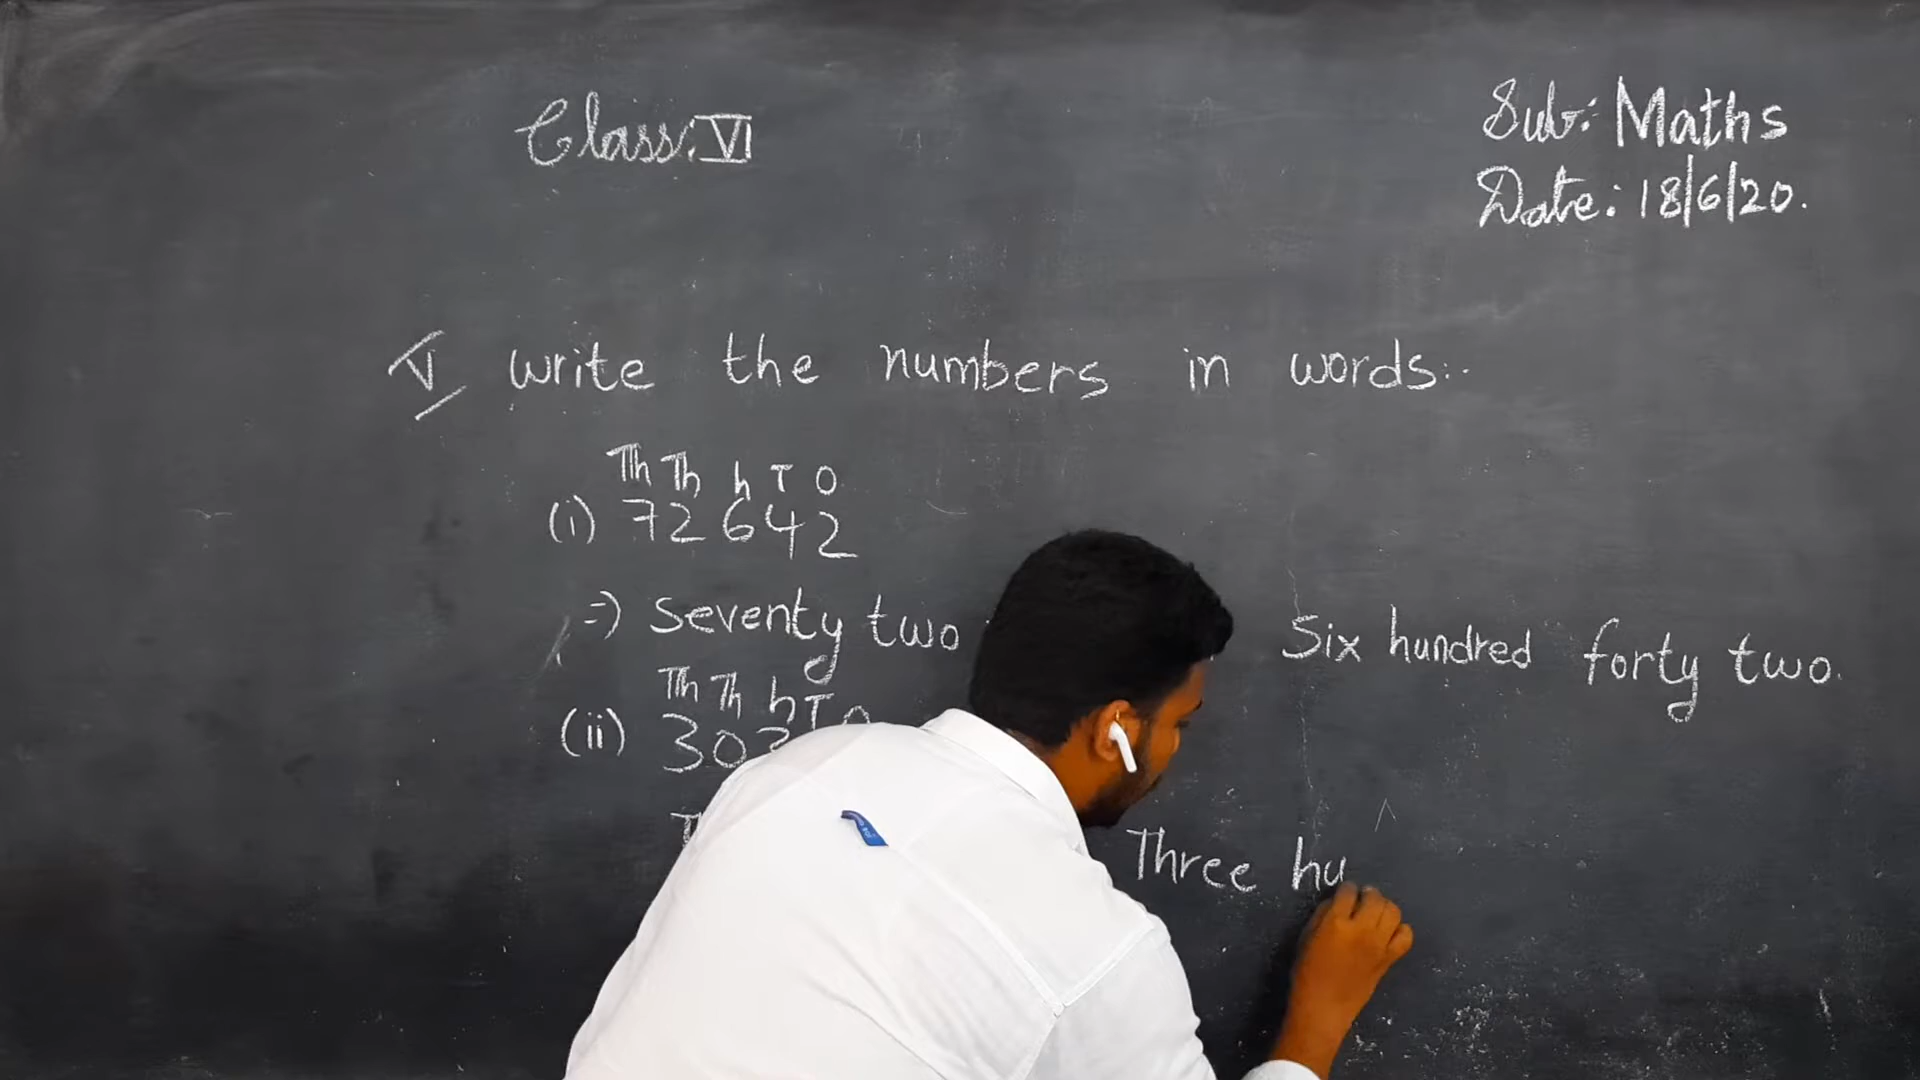 Class: VI
Sub: Maths
Date: 18/6/20.
V write the numbers in words:-
Th Th h T O
(i) 72642
=) Seventy two Six hundred forty two.
Th Th h T O
(ii) 303
Three hu